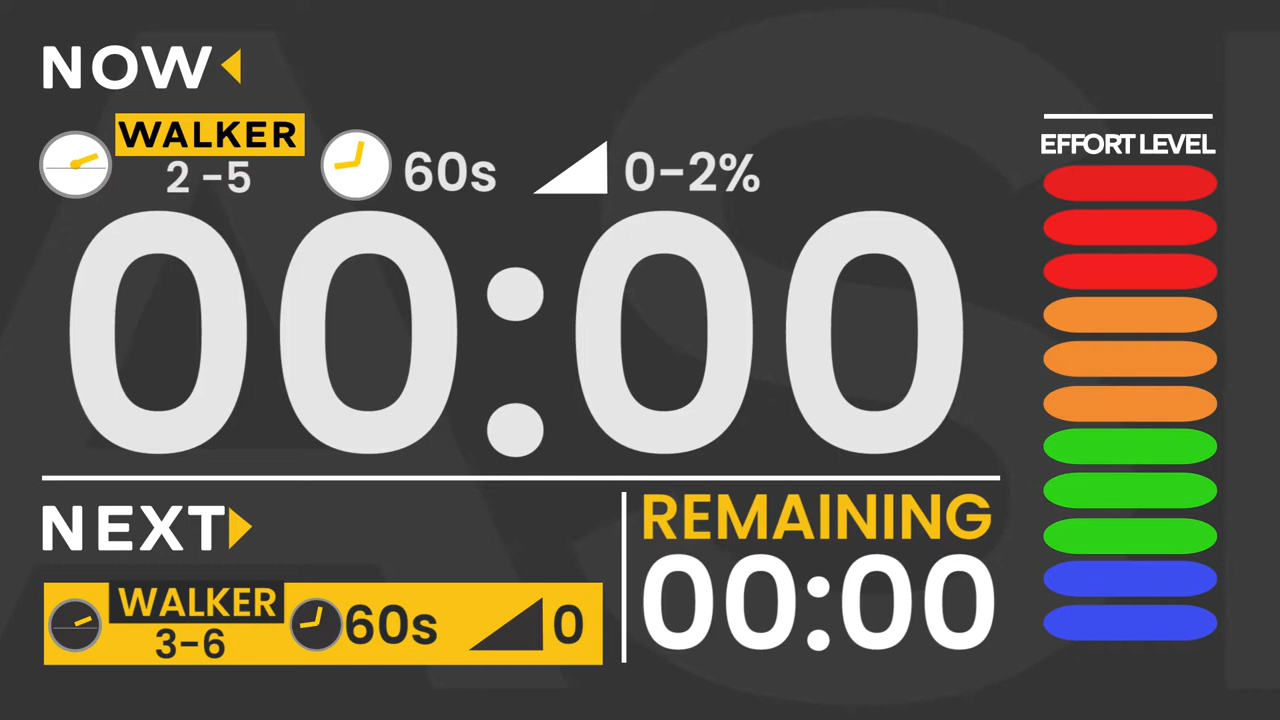 NOW
WALKER
2 -5
60s
0-2%
00:00
EFFORT LEVEL
NEXT
WALKER
3-6
60s
0
REMAINING
00:00